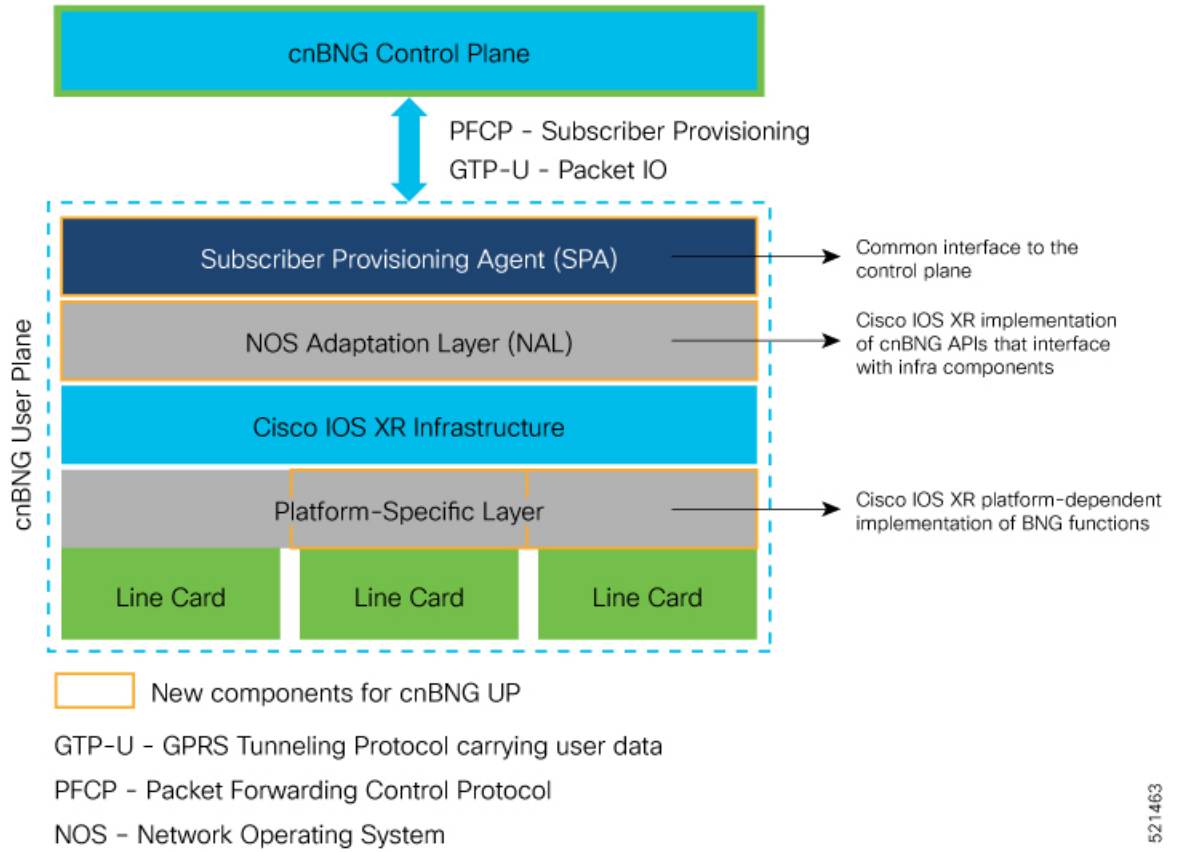 cnBNG Control Plane
PFCP - Subscriber Provisioning
GTP-U - Packet IO
cnBNG User Plane
Subscriber Provisioning Agent (SPA)
Common interface to the
control plane
NOS Adaptation Layer (NAL)
Cisco IOS XR implementation
of cnBNG APIs that interface
with infra components
Cisco IOS XR Infrastructure
Platform-Specific Layer
Cisco IOS XR platform-dependent
implementation of BNG functions
Line Card
Line Card
Line Card
New components for cnBNG UP
GTP-U - GPRS Tunneling Protocol carrying user data
PFCP - Packet Forwarding Control Protocol
NOS - Network Operating System
521463